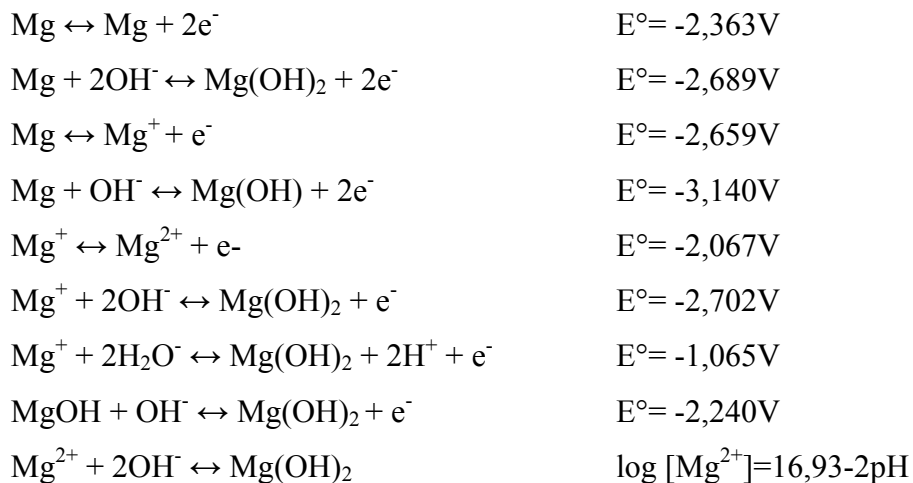 Mg ↔ Mg + 2e⁻ E°= -2,363V
Mg + 2OH⁻ ↔ Mg(OH)₂ + 2e⁻ E°= -2,689V
Mg ↔ Mg⁺ + e⁻ E°= -2,659V
Mg + OH⁻ ↔ Mg(OH) + 2e⁻ E°= -3,140V
Mg⁺ ↔ Mg²⁺ + e- E°= -2,067V
Mg⁺ + 2OH⁻ ↔ Mg(OH)₂ + e⁻ E°= -2,702V
Mg⁺ + 2H₂O⁻ ↔ Mg(OH)₂ + 2H⁺ + e⁻ E°= -1,065V
MgOH + OH⁻ ↔ Mg(OH)₂ + e⁻ E°= -2,240V
Mg²⁺ + 2OH⁻ ↔ Mg(OH)₂ log [Mg²⁺]=16,93-2pH